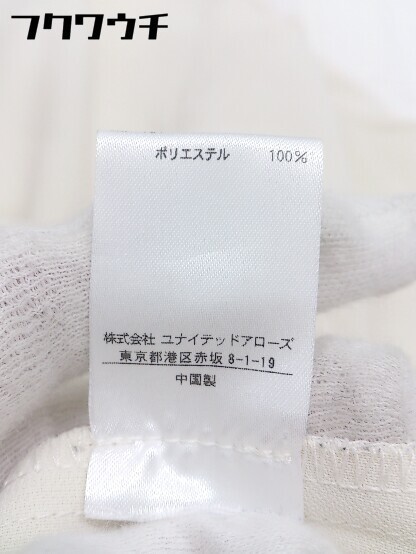 フクワウチ
ポリエステル 100%
株式会社 ユナイテッドアローズ
東京都港区赤坂 8-1-19
中国製